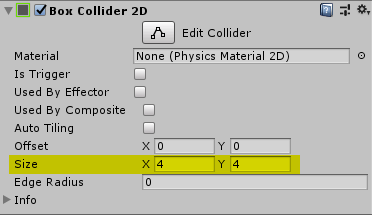 Box Collider 2D
Edit Collider
Material None (Physics Material 2D)
Is Trigger
Used By Effector
Used By Composite
Auto Tiling
Offset X 0 Y 0
Size X 4 Y 4
Edge Radius 0
Info